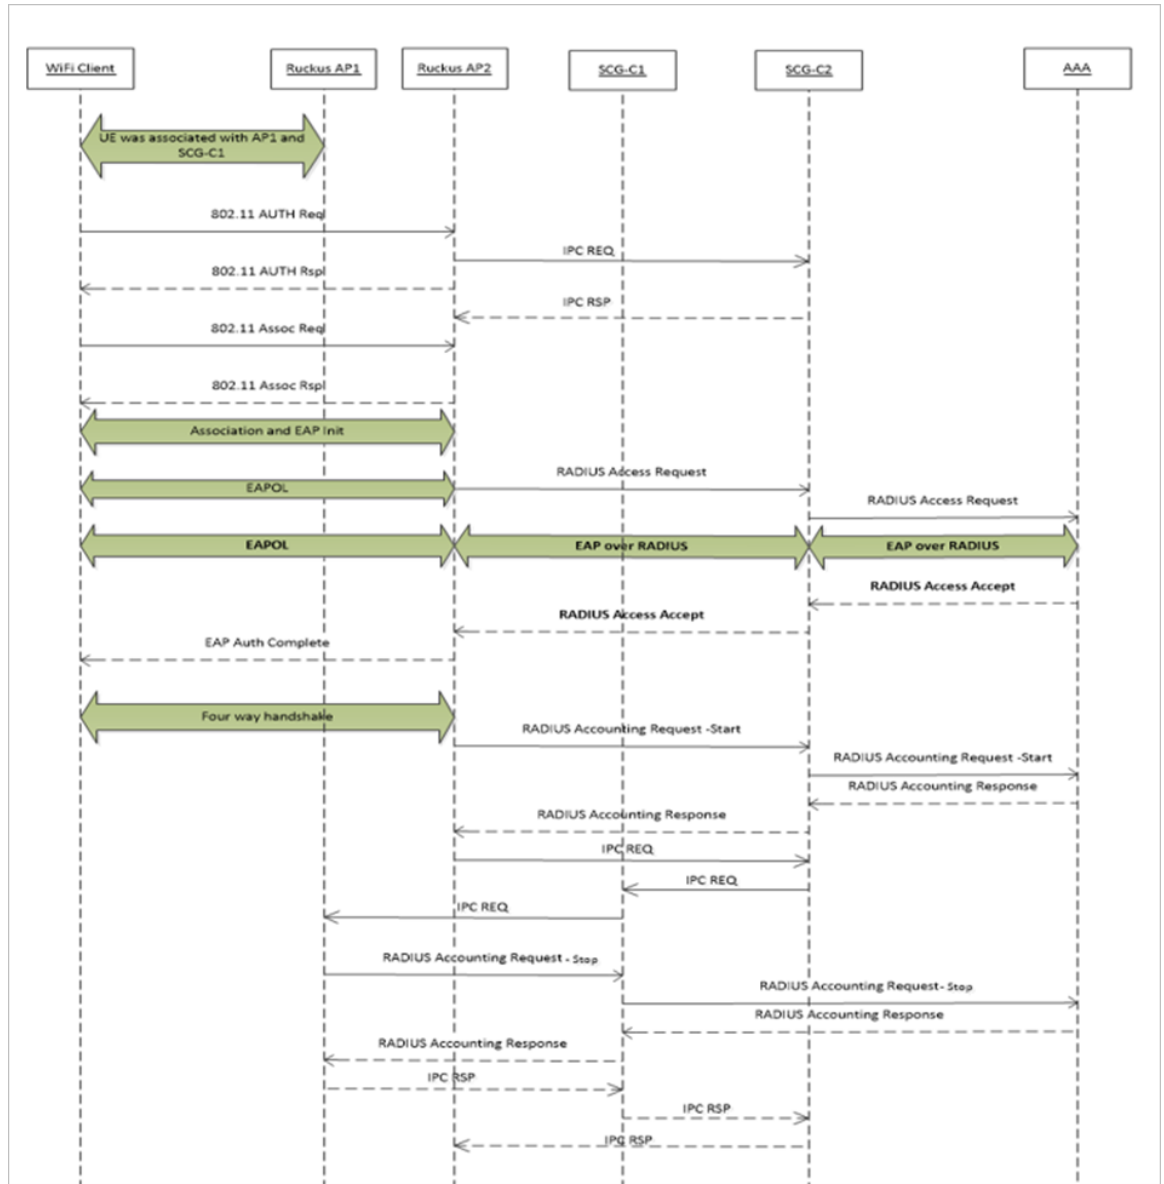 WiFi Client
Ruckus AP1
Ruckus AP2
SCG-C1
SCG-C2
AAA
UE was associated with AP1 and
SCG-C1
802.11 AUTH Req
IPC REQ
802.11 AUTH Rsp
IPC RSP
802.11 Assoc Req
802.11 Assoc Rsp
Association and EAP Init
EAPOL
RADIUS Access Request
RADIUS Access Request
EAPOL
EAP over RADIUS
EAP over RADIUS
RADIUS Access Accept
RADIUS Access Accept
EAP Auth Complete
Four way handshake
RADIUS Accounting Request -Start
RADIUS Accounting Request -Start
RADIUS Accounting Response
RADIUS Accounting Response
IPC REQ
IPC REQ
IPC REQ
RADIUS Accounting Request - Stop
RADIUS Accounting Request- Stop
RADIUS Accounting Response
RADIUS Accounting Response
IPC RSP
IPC RSP
IPC RSP